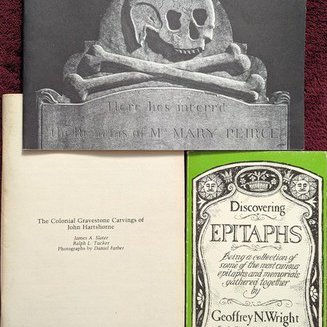 Here lies interr'd
the Remains of Mʳˢ MARY PEIRCE
The Colonial Gravestone Carvings of
John Hartshorne
James A. Slater
Ralph L. Tucker
Photographs by Daniel Farber
Discovering
EPITAPHS
Being a collection of
some of the most curious
epitaphs and memorials
gathered together
by
Geoffrey N. Wright